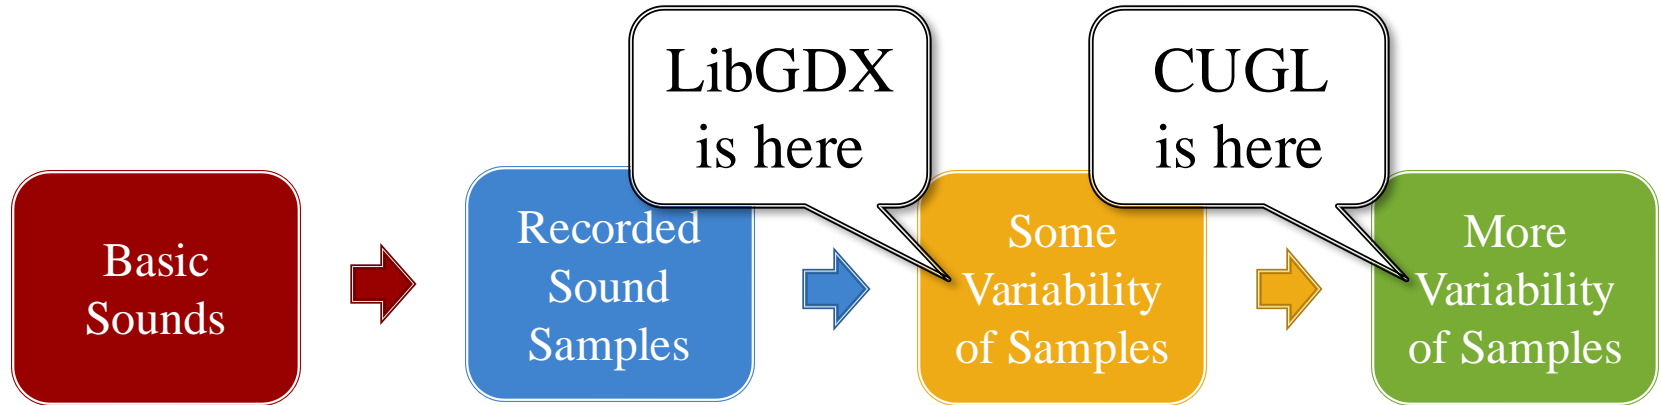 LibGDX
is here
CUGL
is here
Basic
Sounds
Recorded
Sound
Samples
Some
Variability
of Samples
More
Variability
of Samples